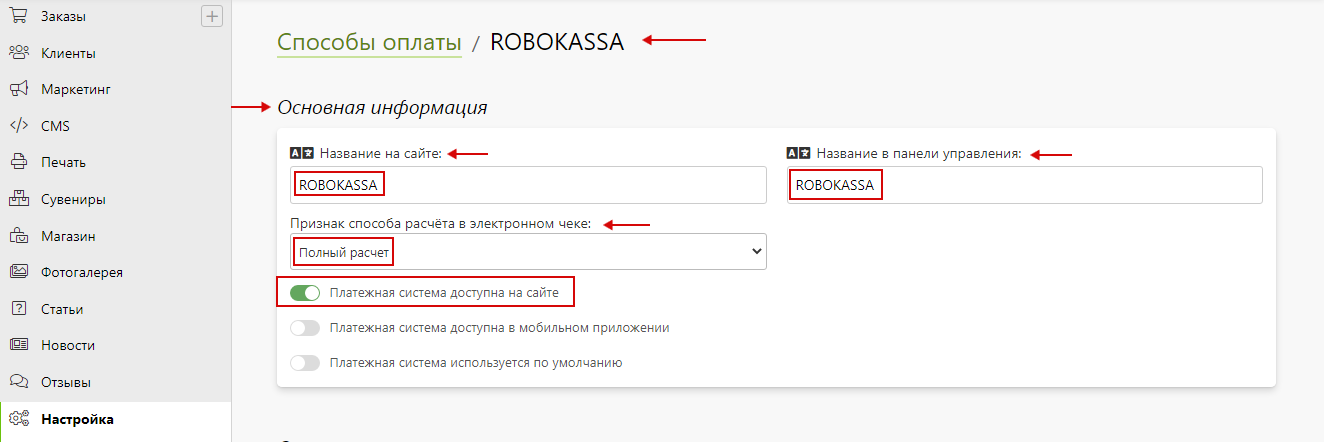 Заказы
Клиенты
Маркетинг
CMS
Печать
Сувениры
Магазин
Фотогалерея
Статьи
Новости
Отзывы
Настройка
Способы оплаты / ROBOKASSA
Основная информация
Название на сайте:
ROBOKASSA
Название в панели управления:
ROBOKASSA
Признак способа расчёта в электронном чеке:
Полный расчет
Платежная система доступна на сайте
Платежная система доступна в мобильном приложении
Платежная система используется по умолчанию